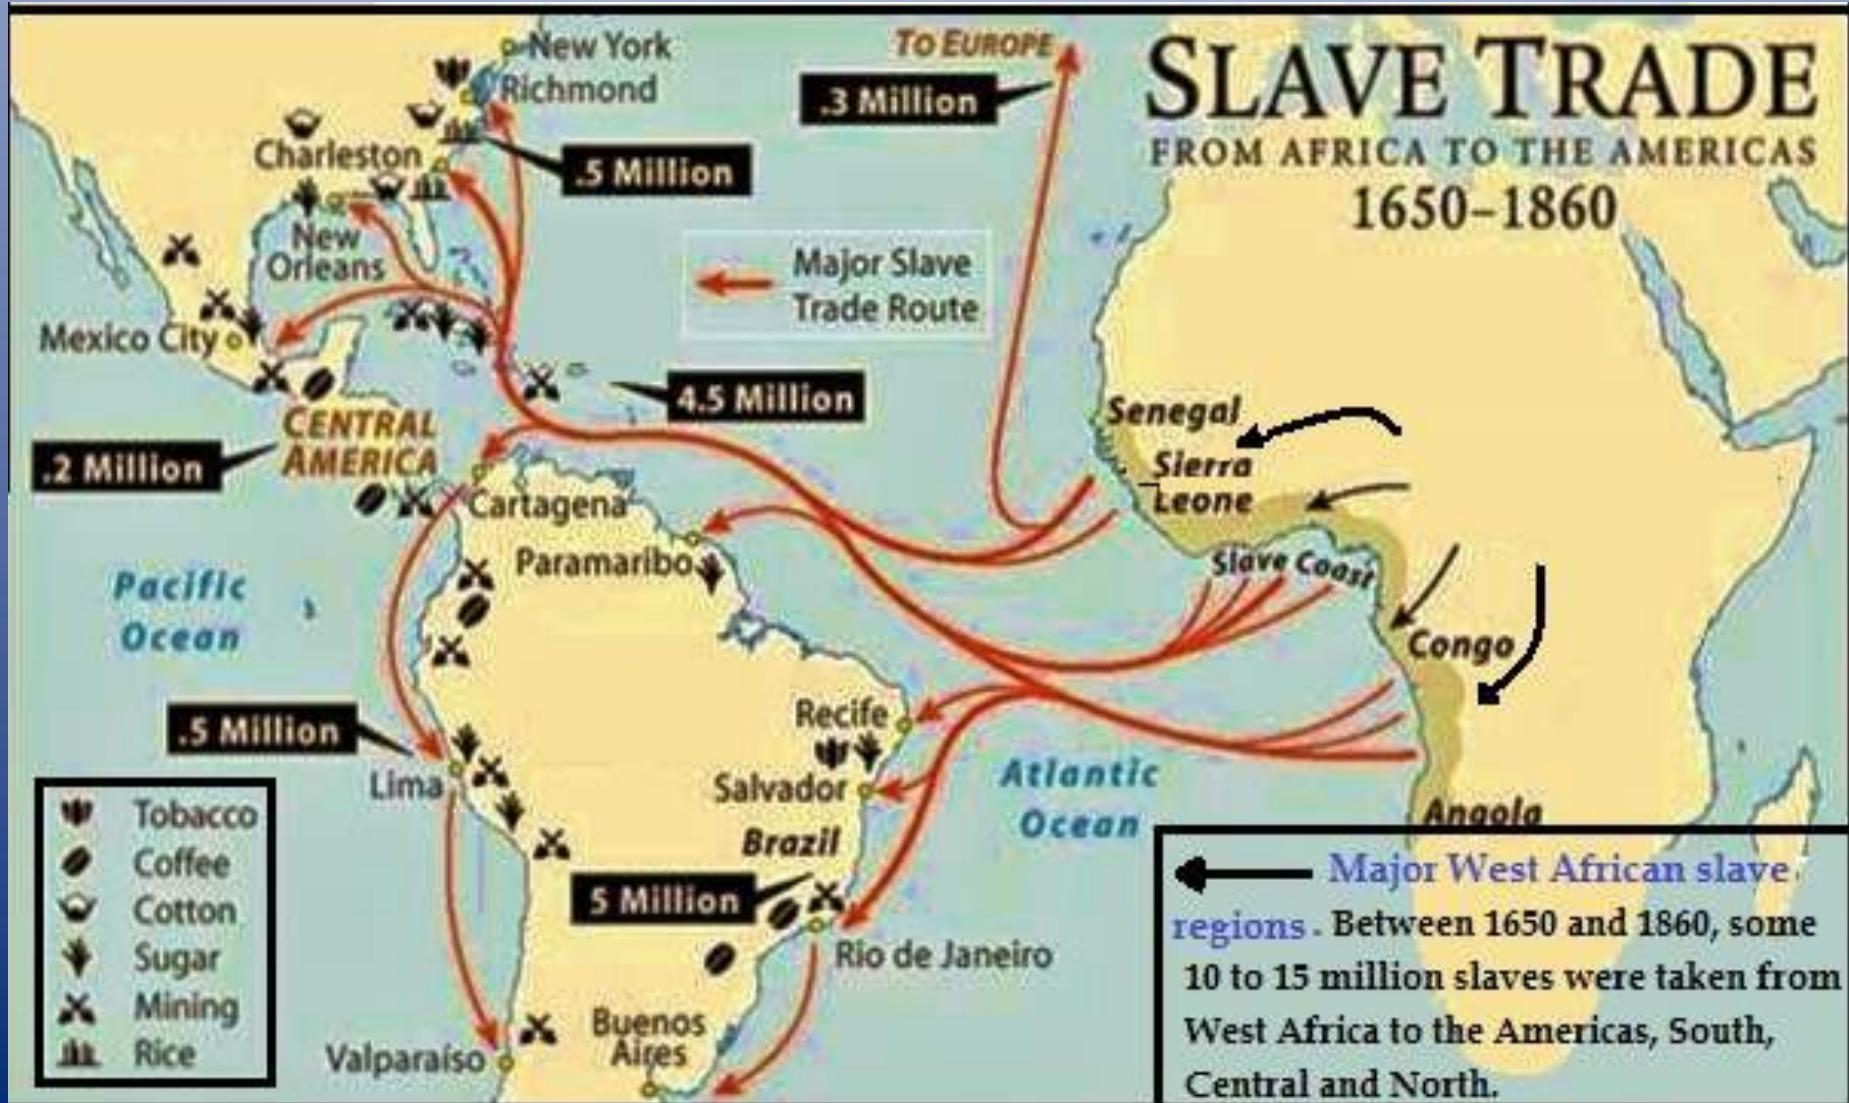 SLAVE TRADE
FROM AFRICA TO THE AMERICAS
1650–1860
TO EUROPE
.3 Million
New York
Richmond
.5 Million
Charleston
New
Orleans
Mexico City
Major Slave
Trade Route
4.5 Million
CENTRAL
AMERICA
.2 Million
Cartagena
Paramaribo
Pacific
Ocean
Senegal
Sierra
Leone
Slave Coast
Congo
Angola
Recife
Salvador
Brazil
5 Million
Atlantic
Ocean
.5 Million
Lima
Rio de Janeiro
Buenos
Aires
Valparaíso
Tobacco
Coffee
Cotton
Sugar
Mining
Rice
Major West African slave
regions. Between 1650 and 1860, some
10 to 15 million slaves were taken from
West Africa to the Americas, South,
Central and North.